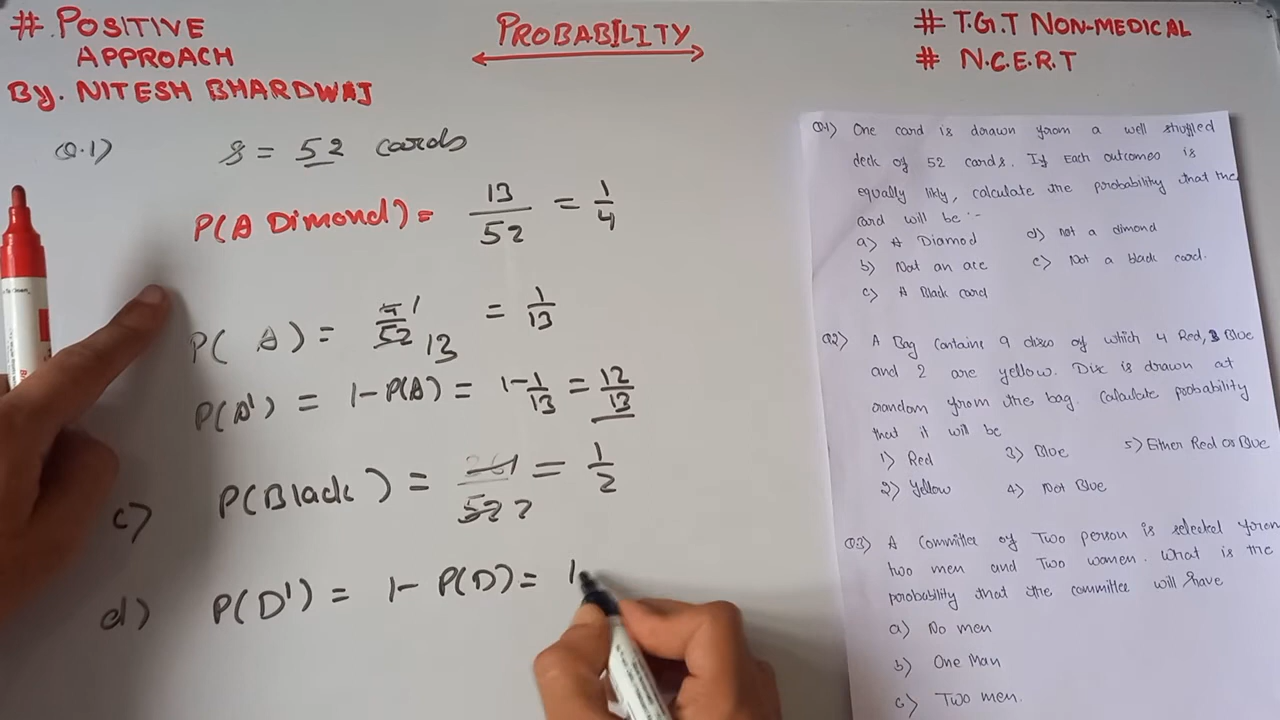 # POSITIVE
APPROACH
By. NITESH BHARDWAJ
PROBABILITY
# T.G.T NON-MEDICAL
# N.C.E.R.T
Q.1) S = 52 cards
P(A Dimond) = 13/52 = 1/4
P( A ) = 4/52 1 13 = 1/13
P(A') = 1-P(A) = 1-1/13 = 12/13
c) P(Black) = 26 1/52 2 = 1/2
d) P(D') = 1- P(D) = 1
Q1) One card is drawn from a well shuffled
deck of 52 cards. If Each outcomes is
equally likely, calculate the probability that the
card will be :-
a) A Diamod d) not a dimond
b) Not an ace e) Not a black card.
c) A Black card
Q2) A Bag containe 9 discs of which 4 Red, 3 Blue
and 2 are yellow. Disc is drawn at
random from the bag. Calculate probability
that it will be
1) Red 3) Blue 5) Either Red or Blue
2) Yellow 4) Not Blue
Q3) A Committee of Two person is selected from
two men and Two women. What is the
probability that the committee will have
a) No men
b) One Man
c) Two men.